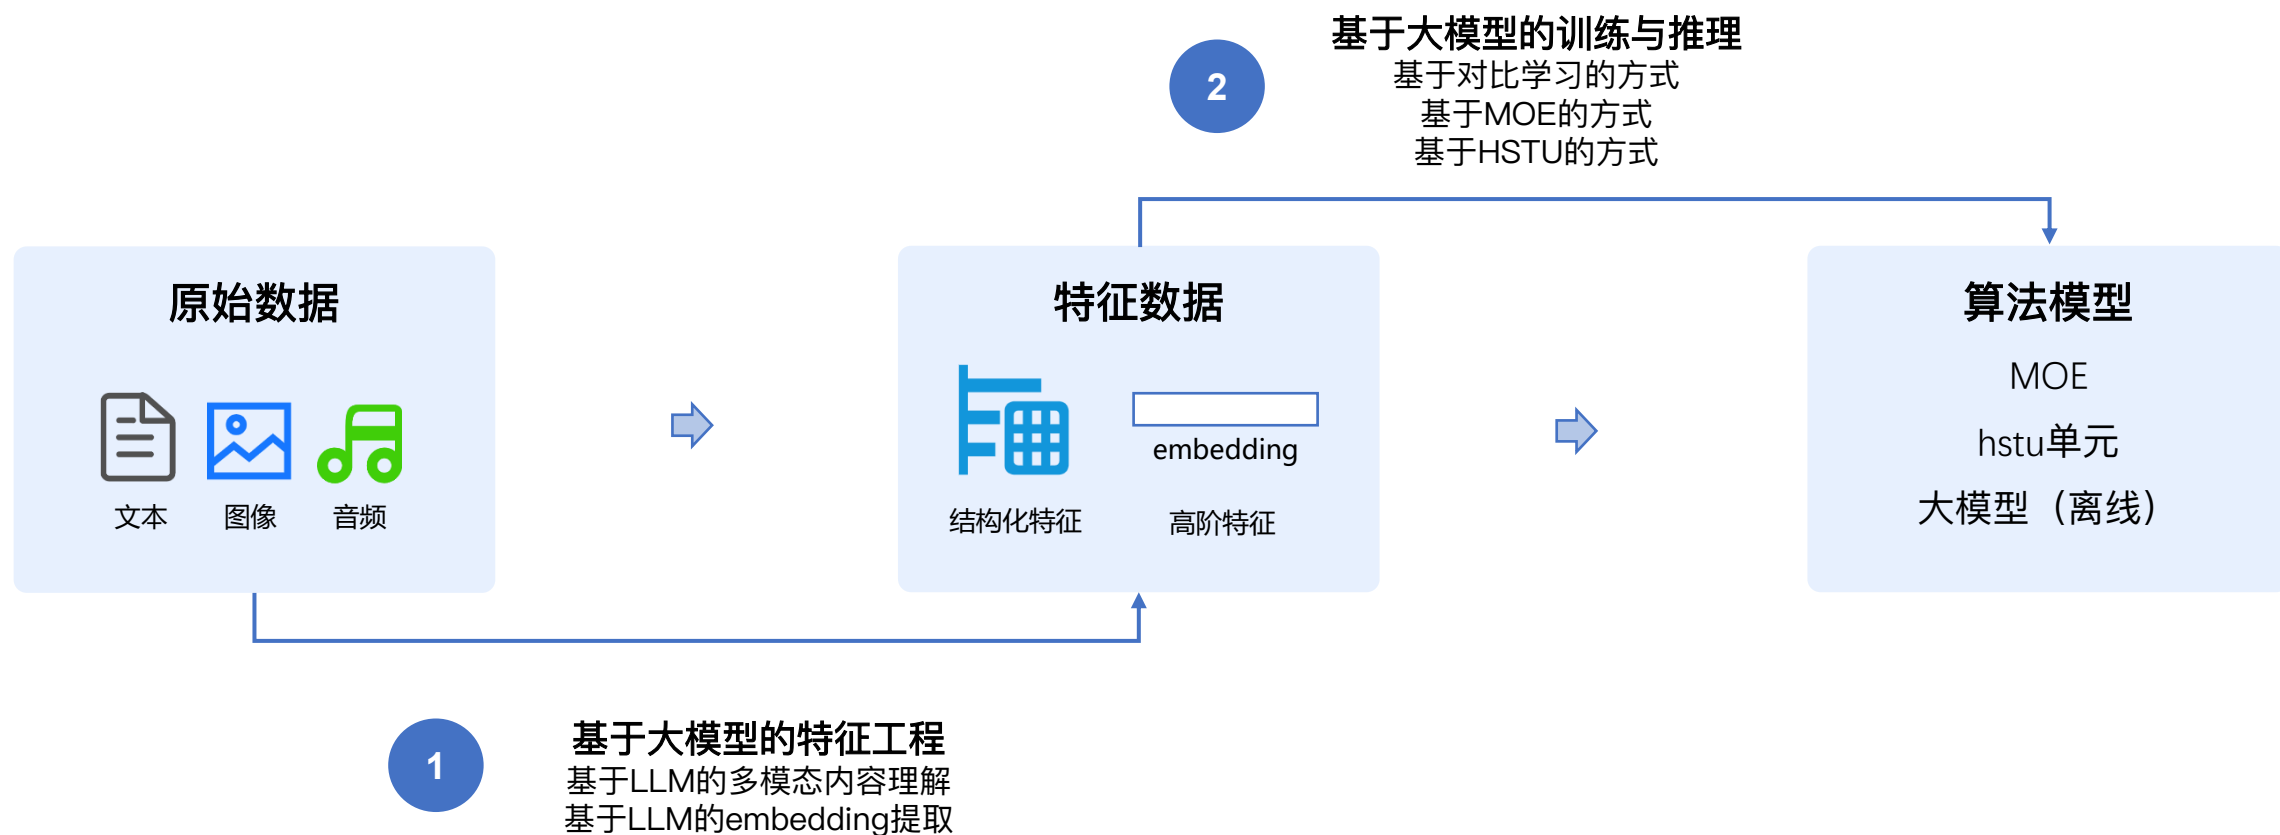 2
基于大模型的训练与推理
基于对比学习的方式
基于MOE的方式
基于HSTU的方式
原始数据
文本
图像
音频
特征数据
embedding
结构化特征
高阶特征
算法模型
MOE
hstu单元
大模型（离线）
1
基于大模型的特征工程
基于LLM的多模态内容理解
基于LLM的embedding提取